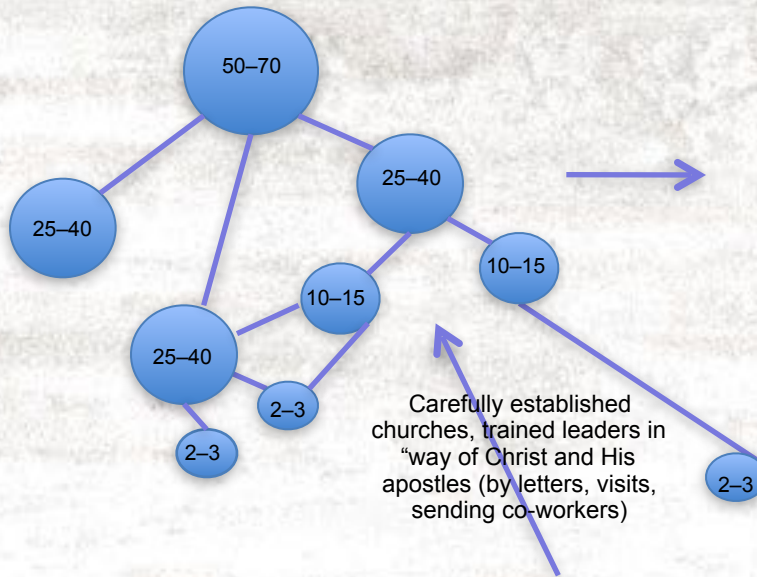 50–70
25–40
25–40
10–15
10–15
25–40
2–3
2–3
2–3
Carefully established
churches, trained leaders in
“way of Christ and His
apostles (by letters, visits,
sending co-workers)